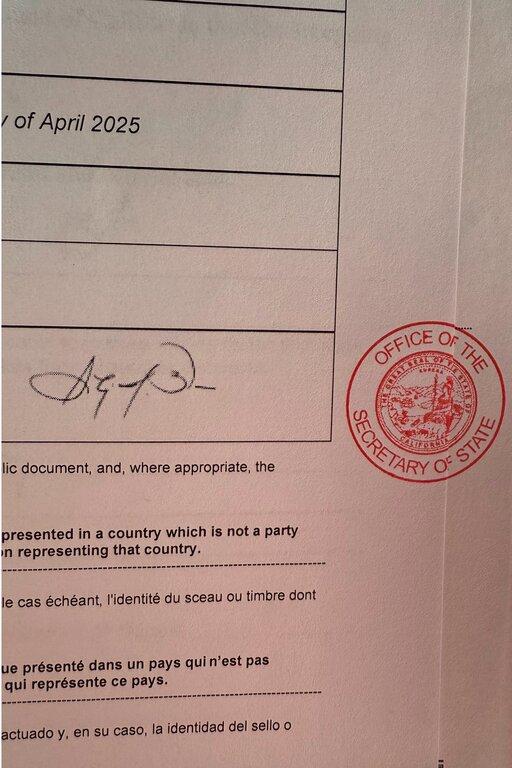 of April 2025
OFFICE OF THE
SECRETARY OF STATE
THE GREAT SEAL OF THE STATE OF
EUREKA
CALIFORNIA
lic document, and, where appropriate, the
presented in a country which is not a party
n representing that country.
le cas échéant, l'identité du sceau ou timbre dont
ue présenté dans un pays qui n'est pas
qui représente ce pays.
actuado y, en su caso, la identidad del sello o